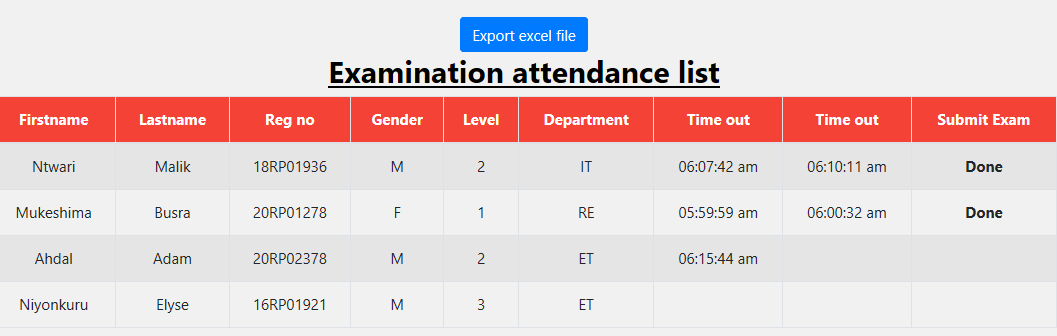 Export excel file
Examination attendance list
Firstname Lastname Reg no Gender Level Department Time out Time out Submit Exam
Ntwari Malik 18RP01936 M 2 IT 06:07:42 am 06:10:11 am Done
Mukeshima Busra 20RP01278 F 1 RE 05:59:59 am 06:00:32 am Done
Ahdal Adam 20RP02378 M 2 ET 06:15:44 am
Niyonkuru Elyse 16RP01921 M 3 ET